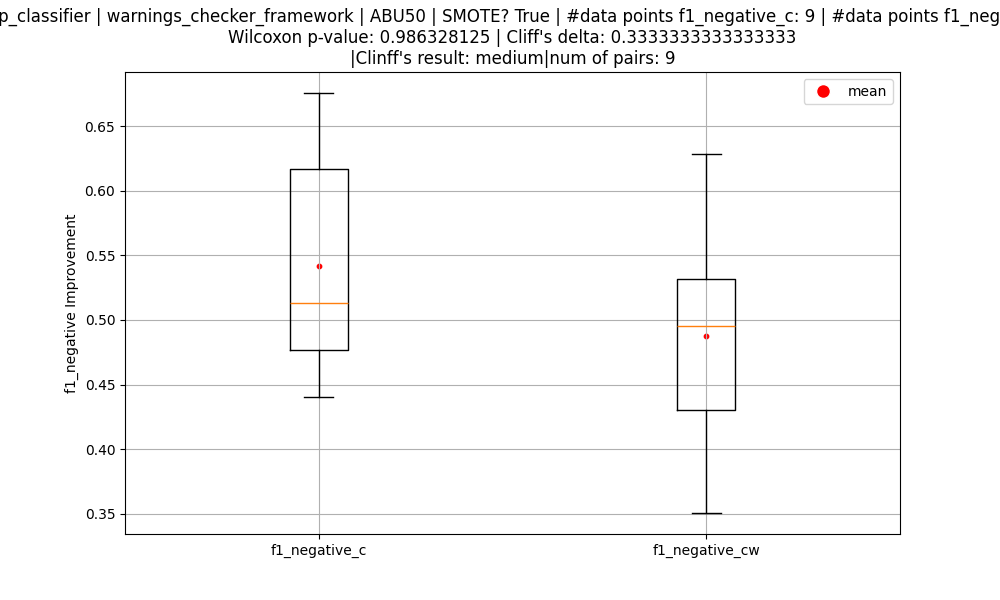 p_classifier | warnings_checker_framework | ABU50 | SMOTE? True | #data points f1_negative_c: 9 | #data points f1_neg
Wilcoxon p-value: 0.986328125 | Cliff's delta: 0.3333333333333333
|Clinff's result: medium|num of pairs: 9
mean
0.65
0.60
0.55
0.50
0.45
0.40
0.35
f1_negative Improvement
f1_negative_c
f1_negative_cw